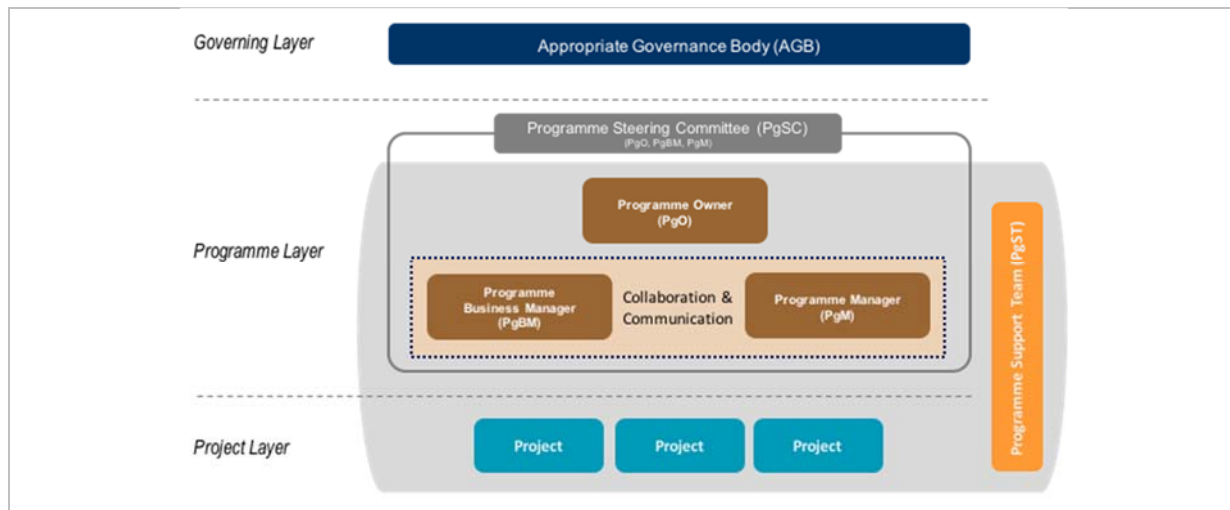 Governing Layer
Appropriate Governance Body (AGB)
Programme Steering Committee (PgSC)
(PgO, PgBM, PgM)
Programme Owner
(PgO)
Programme Layer
Programme
Business Manager
(PgBM)
Collaboration &
Communication
Programme Manager
(PgM)
Programme Support Team (PgST)
Project Layer
Project
Project
Project